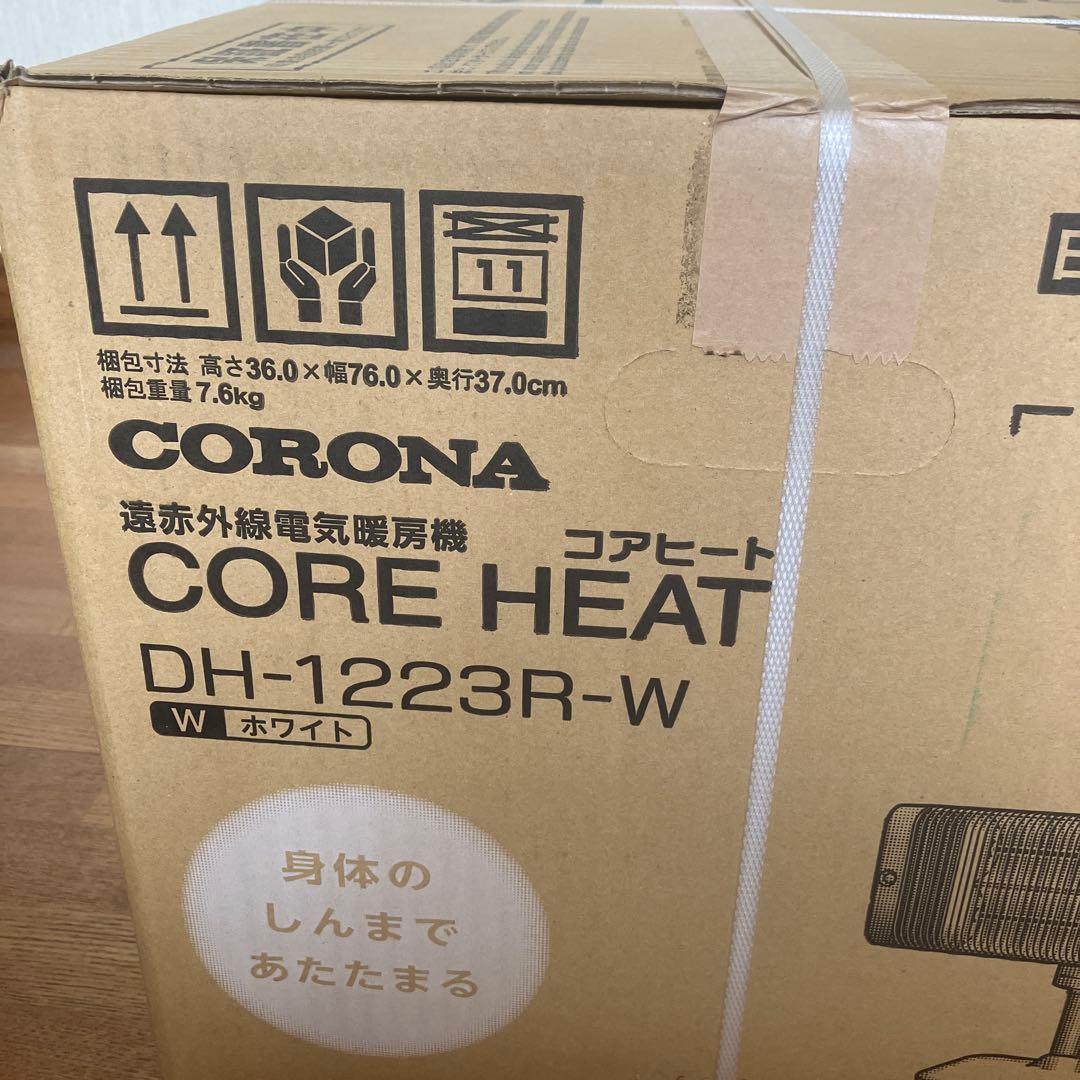 11
梱包寸法 高さ36.0×幅76.0×奥行37.0cm
梱包重量 7.6kg
CORONA
遠赤外線電気暖房機
コアヒート
CORE HEAT
DH-1223R-W
W ホワイト
身体の
しんまで
あたたまる